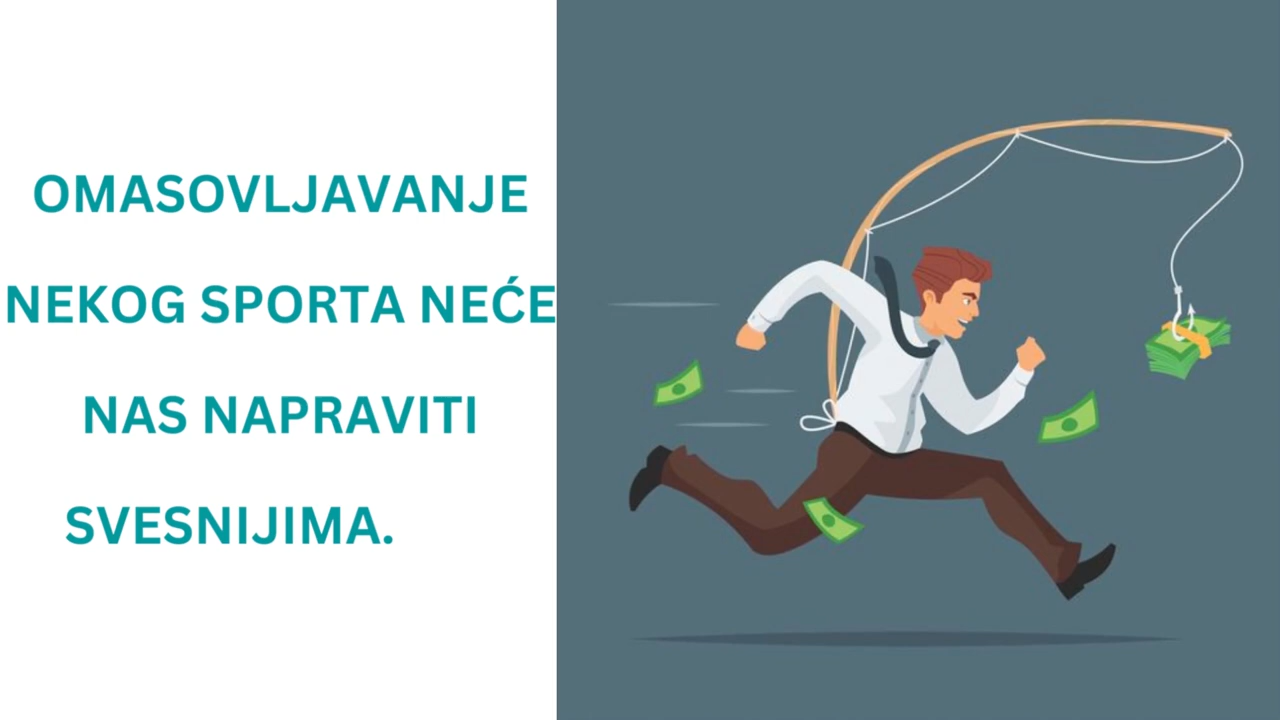 OMASOVLJAVANJE
NEKOG SPORTA NEĆE
NAS NAPRAVITI
SVESNIJIMA.